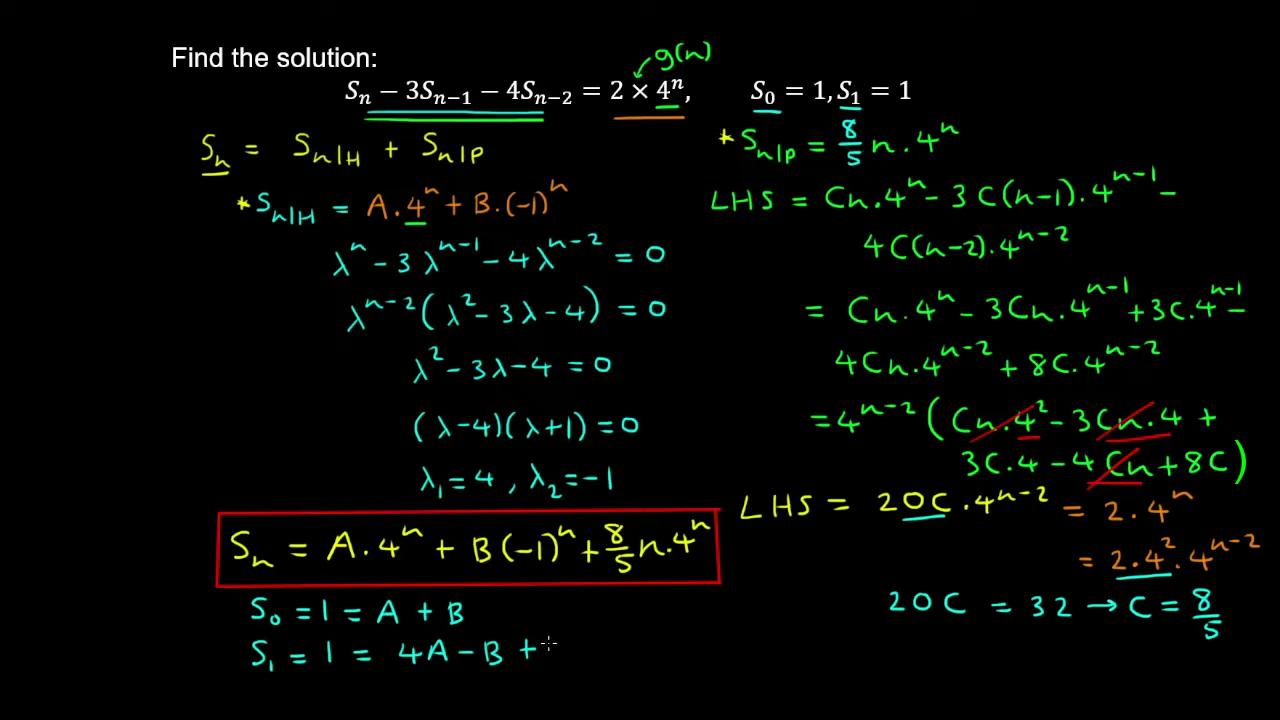 Find the solution:
g(n)
Sₙ − 3Sₙ₋₁ − 4Sₙ₋₂ = 2 × 4ⁿ, S₀ = 1, S₁ = 1
Sₙ = Sₙ|H + Sₙ|P
*Sₙ|H = A.4ⁿ + B.(-1)ⁿ
λⁿ - 3λⁿ⁻¹ - 4λⁿ⁻² = 0
λⁿ⁻²(λ² - 3λ - 4) = 0
λ² - 3λ - 4 = 0
(λ-4)(λ+1) = 0
λ₁ = 4, λ₂ = -1
Sₙ = A.4ⁿ + B(-1)ⁿ + 8/5 n.4ⁿ
S₀ = 1 = A + B
S₁ = 1 = 4A - B +
*Sₙ|P = 8/5 n.4ⁿ
LHS = Cn.4ⁿ - 3C(n-1).4ⁿ⁻¹ -
4C(n-2).4ⁿ⁻²
= Cn.4ⁿ - 3Cn.4ⁿ⁻¹ + 3C.4ⁿ⁻¹ -
4Cn.4ⁿ⁻² + 8C.4ⁿ⁻²
= 4ⁿ⁻²(Cn.4² - 3Cn.4 +
3C.4 - 4Cn + 8C)
LHS = 20C.4ⁿ⁻² = 2.4ⁿ
= 2.4².4ⁿ⁻²
20C = 32 → C = 8/5